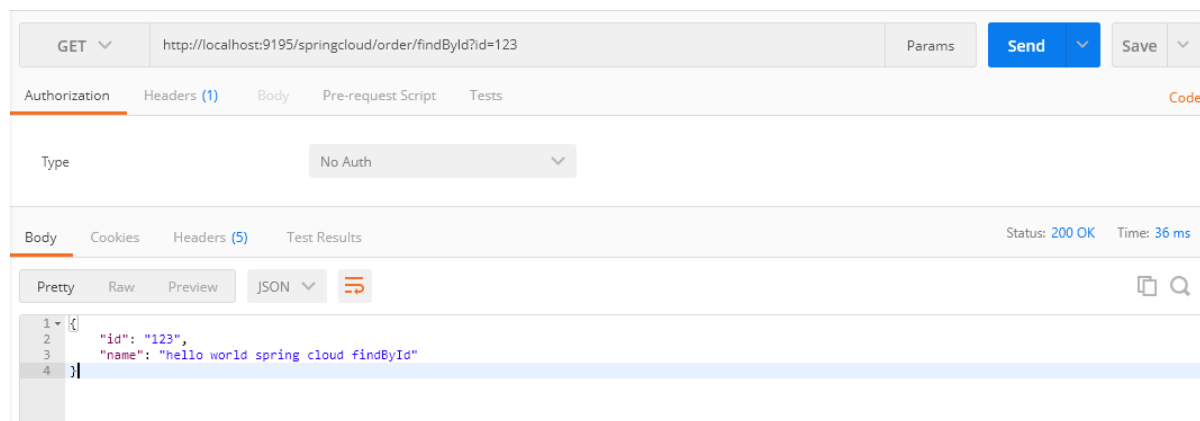 GET http://localhost:9195/springcloud/order/findById?id=123 Params Send Save
Authorization Headers (1) Body Pre-request Script Tests Code
Type No Auth
Body Cookies Headers (5) Test Results Status: 200 OK Time: 36 ms
Pretty Raw Preview JSON
1 {
2 "id": "123",
3 "name": "hello world spring cloud findById"
4 }